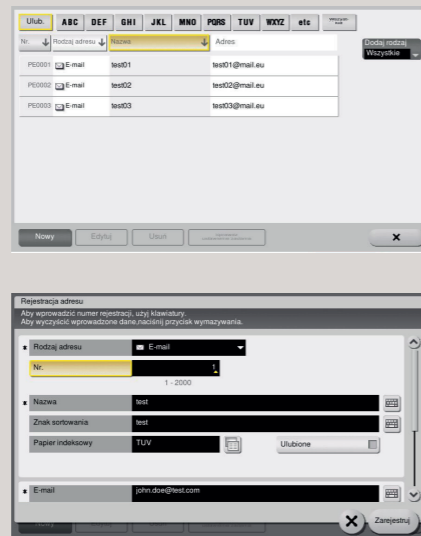 Ulub. ABC DEF GHI JKL MNO PQRS TUV WXYZ etc
Nr. Rodzaj adresu Nazwa Adres
Dodaj rodzaj
Wszystkie
PE0001 E-mail test01 test01@mail.eu
PE0002 E-mail test02 test02@mail.eu
PE0003 E-mail test03 test03@mail.eu
Nowy Edytuj Usuń
Rejestracja adresu
Aby wprowadzić numer rejestracji, użyj klawiatury.
Aby wyczyścić wprowadzone dane,naciśnij przycisk wymazywania.
* Rodzaj adresu E-mail
Nr. 1
1 - 2000
* Nazwa test
Znak sortowania test
Papier indeksowy TUV Ulubione
* E-mail john.doe@test.com
Nowy
Zarejestruj